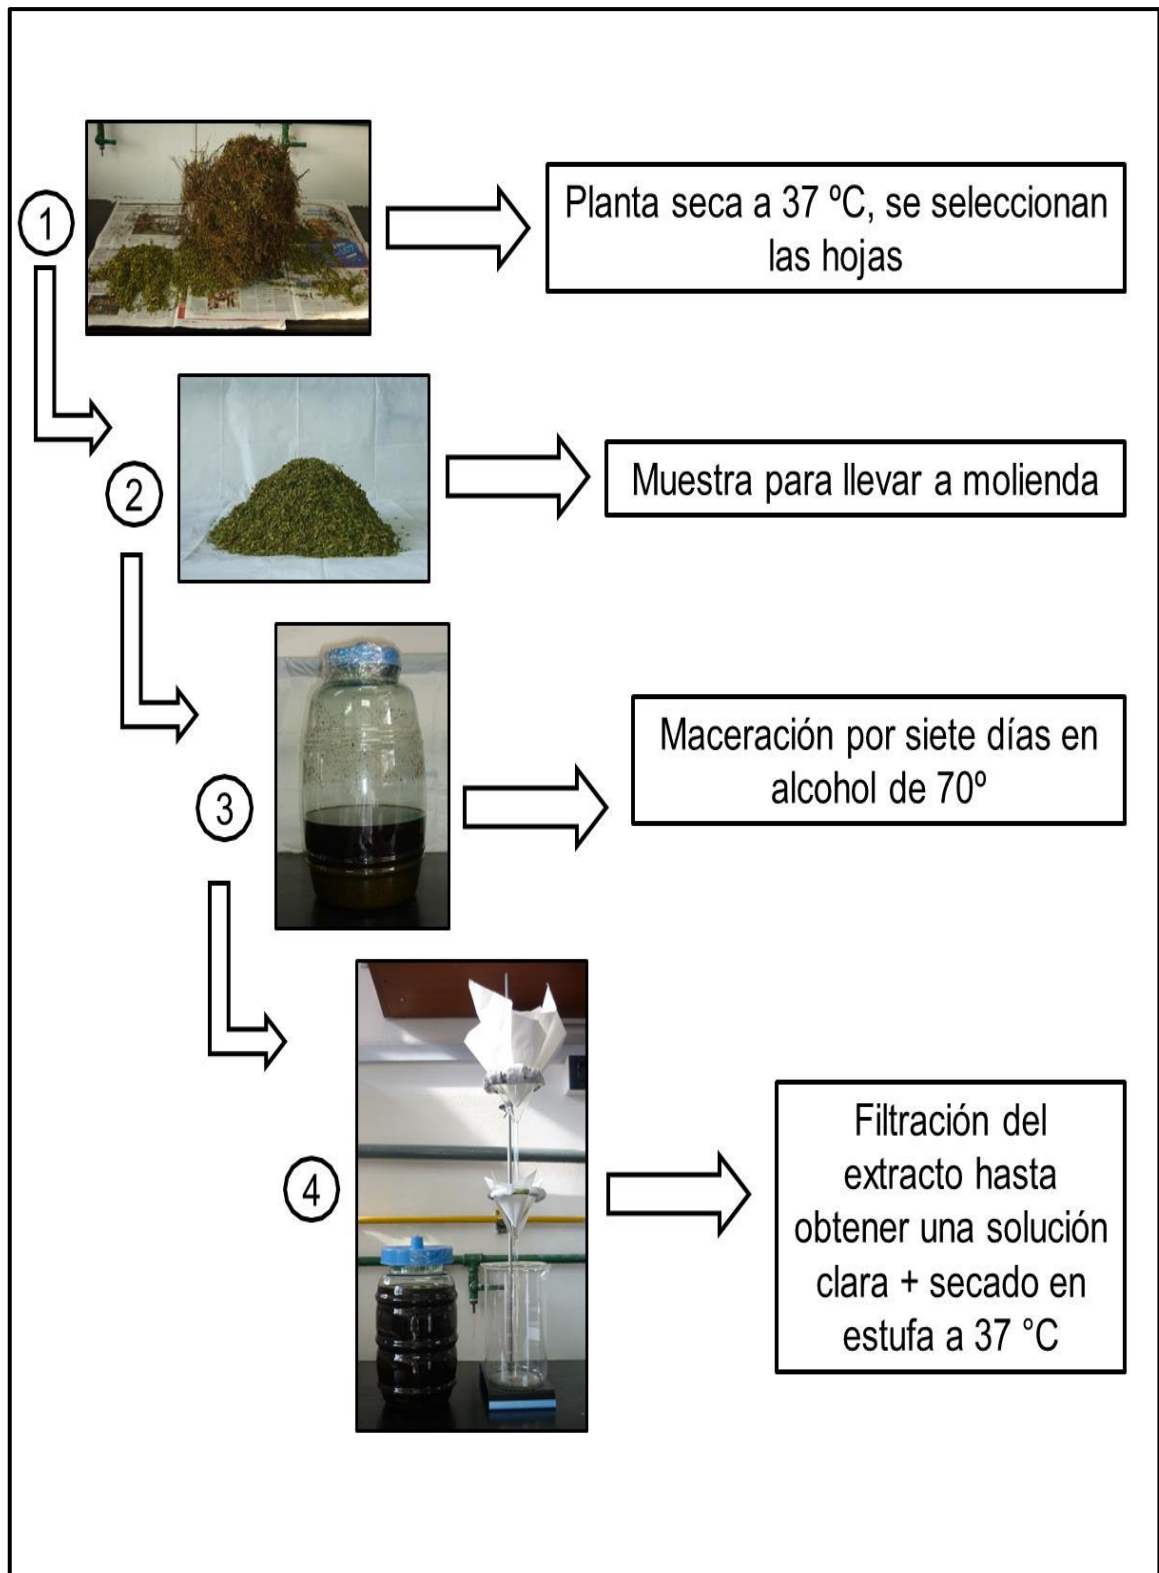 1
Planta seca a 37 ºC, se seleccionan
las hojas
2
Muestra para llevar a molienda
3
Maceración por siete días en
alcohol de 70º
4
Filtración del
extracto hasta
obtener una solución
clara + secado en
estufa a 37 °C